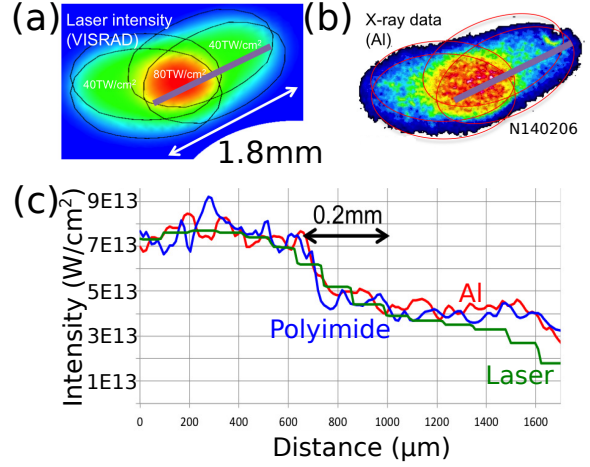 (a)
Laser intensity
(VISRAD)
40TW/cm²
80TW/cm²
40TW/cm²
1.8mm
(b)
X-ray data
(Al)
N140206
(c)
Intensity (W/cm²)
9E13
7E13
5E13
3E13
1E13
0.2mm
Al
Polyimide
Laser
0 200 400 600 800 1000 1200 1400 1600
Distance (μm)